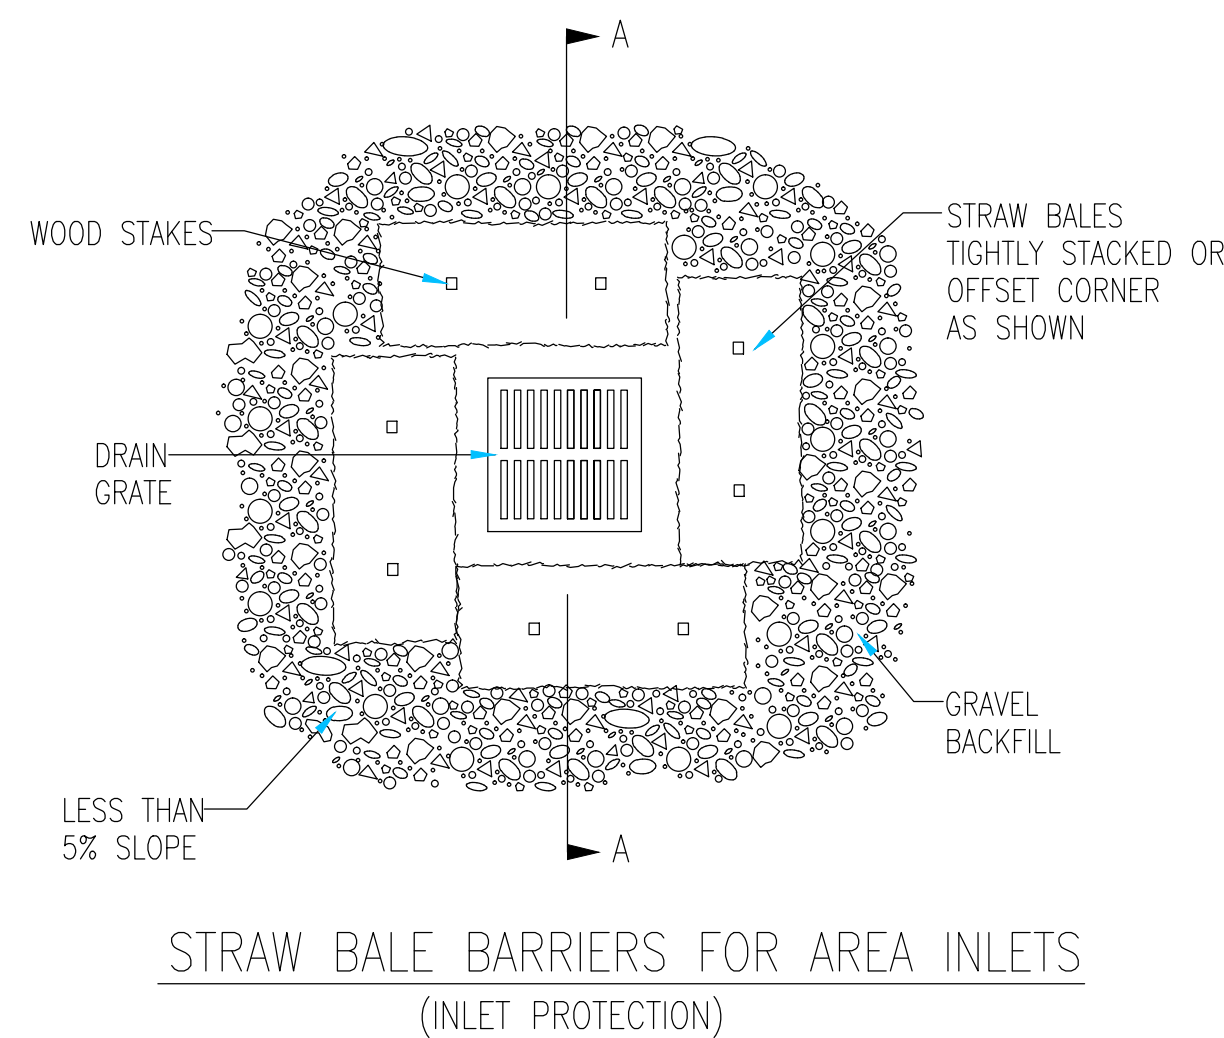 A
WOOD STAKES
STRAW BALES
TIGHTLY STACKED OR
OFFSET CORNER
AS SHOWN
DRAIN
GRATE
GRAVEL
BACKFILL
LESS THAN
5% SLOPE
A
STRAW BALE BARRIERS FOR AREA INLETS
(INLET PROTECTION)